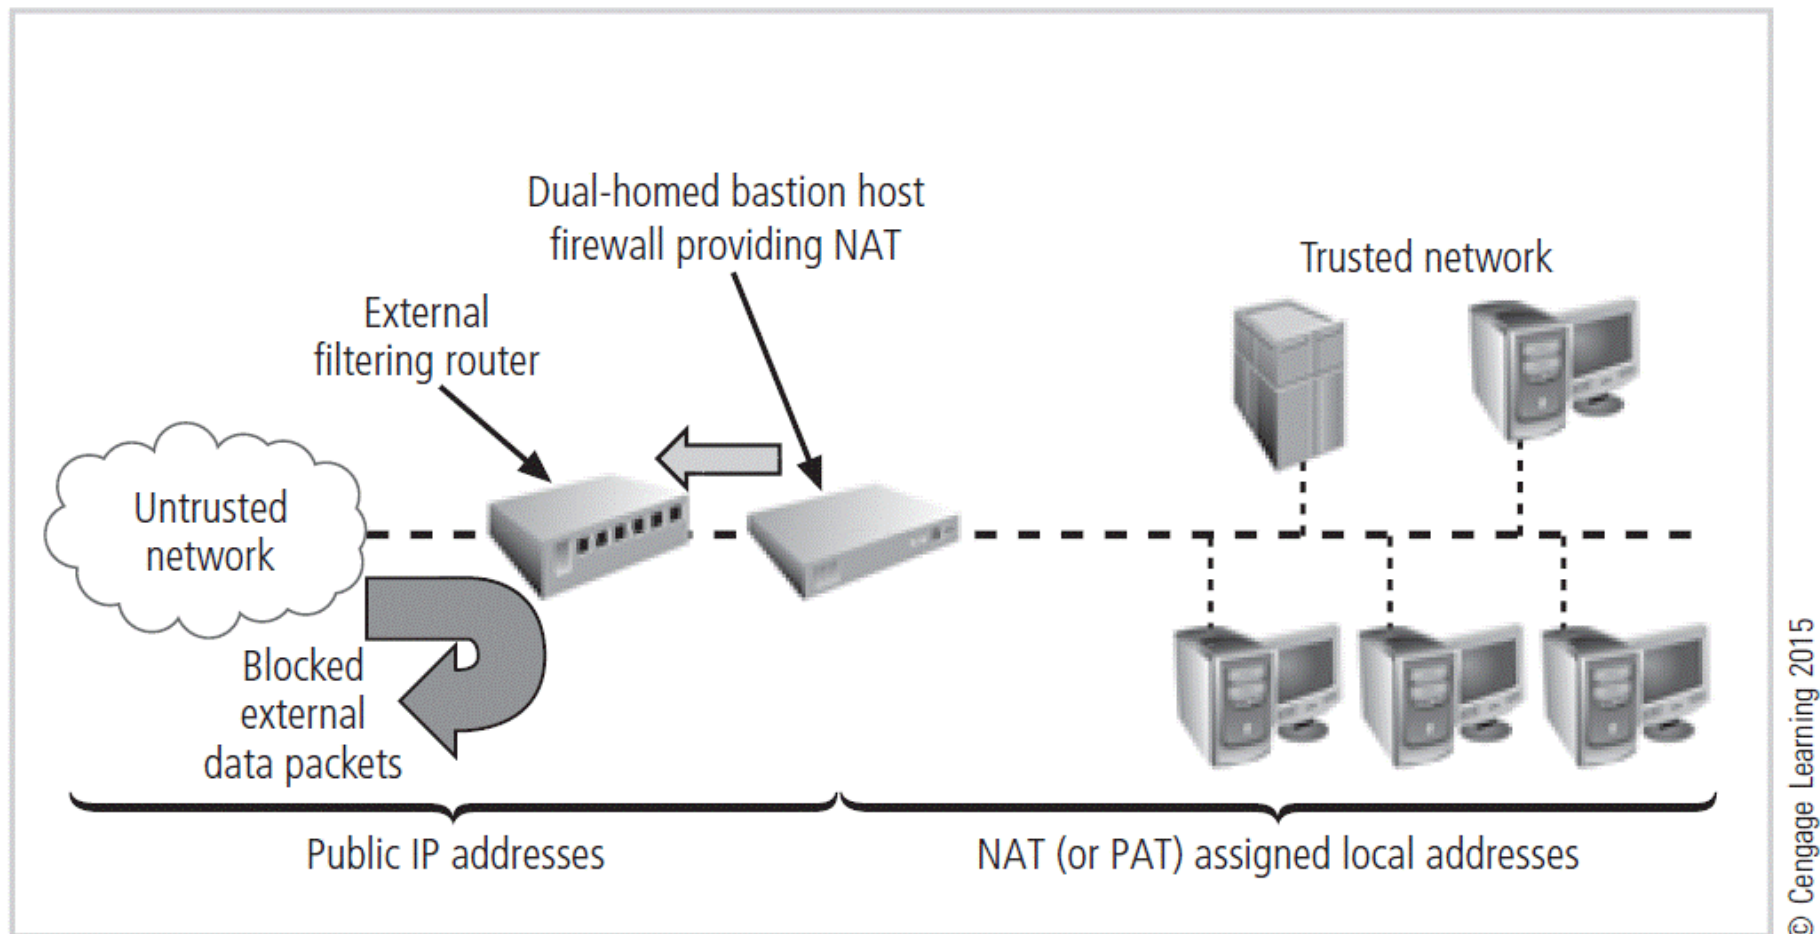 Dual-homed bastion host
firewall providing NAT
Trusted network
External
filtering router
Untrusted
network
Blocked
external
data packets
Public IP addresses
NAT (or PAT) assigned local addresses
© Cengage Learning 2015